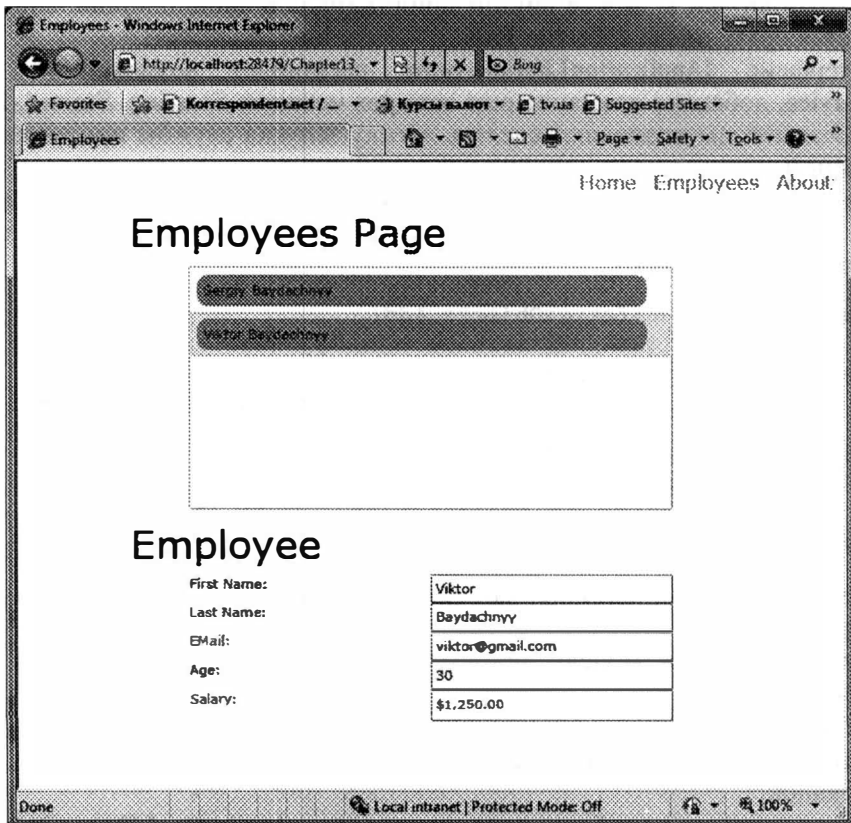 Employees - Windows Internet Explorer
http://localhost:28479/Chapter13_
Bing
Favorites
Korrespondent.net / ...
Курсы валют
tv.ua
Suggested Sites
Employees
Page
Safety
Tools
Home Employees About
Employees Page
Sergiy Baydachnyy
Viktor Baydachnyy
Employee
First Name: Viktor
Last Name: Baydachnyy
EMail: viktor@gmail.com
Age: 30
Salary: $1,250.00
Done
Local intranet | Protected Mode: Off
100%